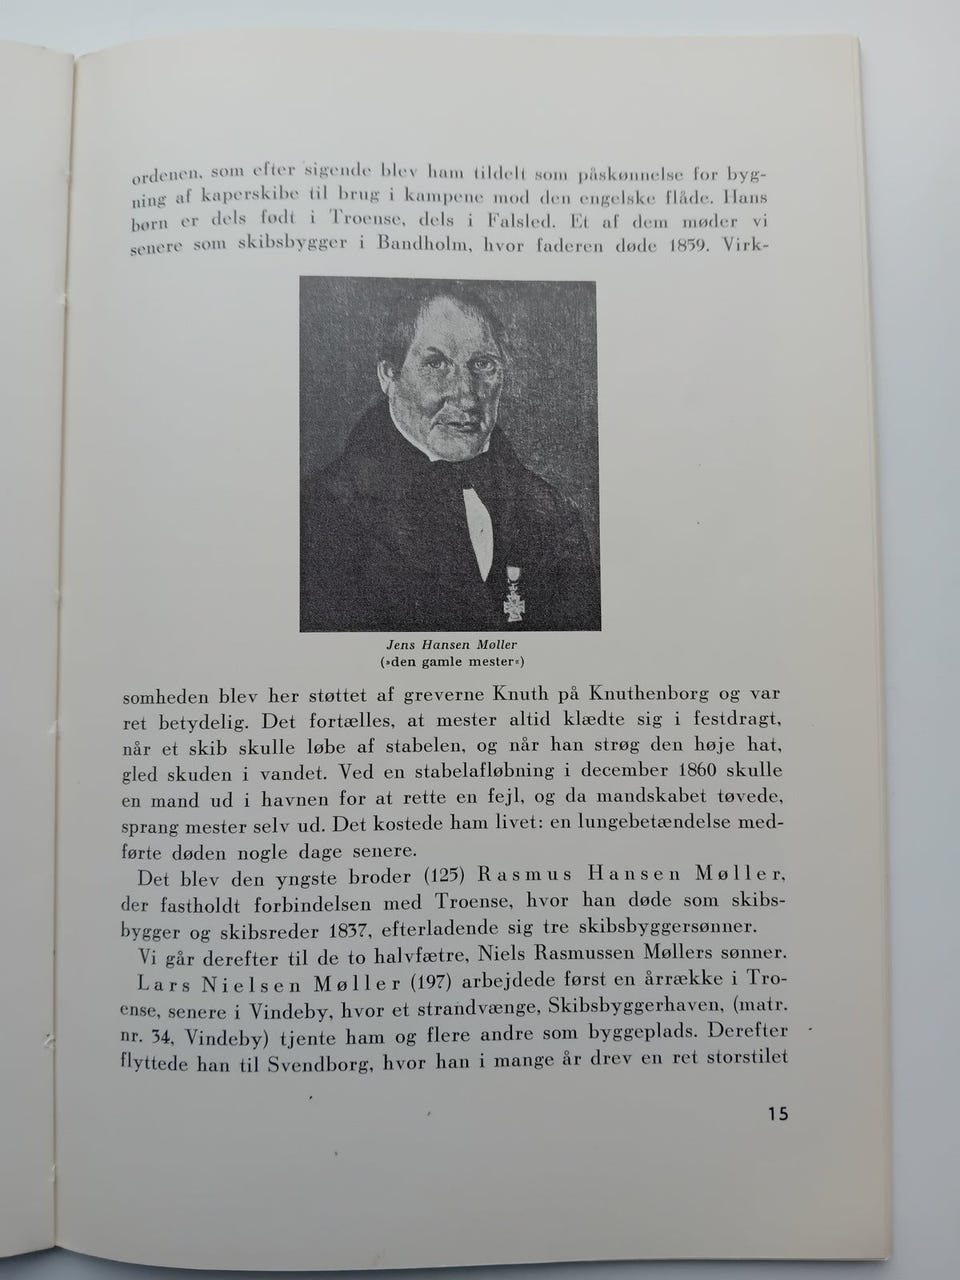 ordenen, som efter sigende blev ham tildelt som påskønnelse for byg-
ning af kaperskibe til brug i kampene mod den engelske flåde. Hans
børn er dels født i Troense, dels i Falsled. Et af dem møder vi
senere som skibsbygger i Bandholm, hvor faderen døde 1859. Virk-
Jens Hansen Møller
(»den gamle mester«)
somheden blev her støttet af greverne Knuth på Knuthenborg og var
ret betydelig. Det fortælles, at mester altid klædte sig i festdragt,
når et skib skulle løbe af stabelen, og når han strøg den høje hat,
gled skuden i vandet. Ved en stabelafløbning i december 1860 skulle
en mand ud i havnen for at rette en fejl, og da mandskabet tøvede,
sprang mester selv ud. Det kostede ham livet: en lungebetændelse med-
førte døden nogle dage senere.
Det blev den yngste broder (125) Rasmus Hansen Møller,
der fastholdt forbindelsen med Troense, hvor han døde som skibs-
bygger og skibsreder 1837, efterladende sig tre skibsbyggersønner.
Vi går derefter til de to halvfætre, Niels Rasmussen Møllers sønner.
Lars Nielsen Møller (197) arbejdede først en årrække i Tro-
ense, senere i Vindeby, hvor et strandvænge, Skibsbyggerhaven, (matr.
nr. 34, Vindeby) tjente ham og flere andre som byggeplads. Derefter
flyttede han til Svendborg, hvor han i mange år drev en ret storstilet
15